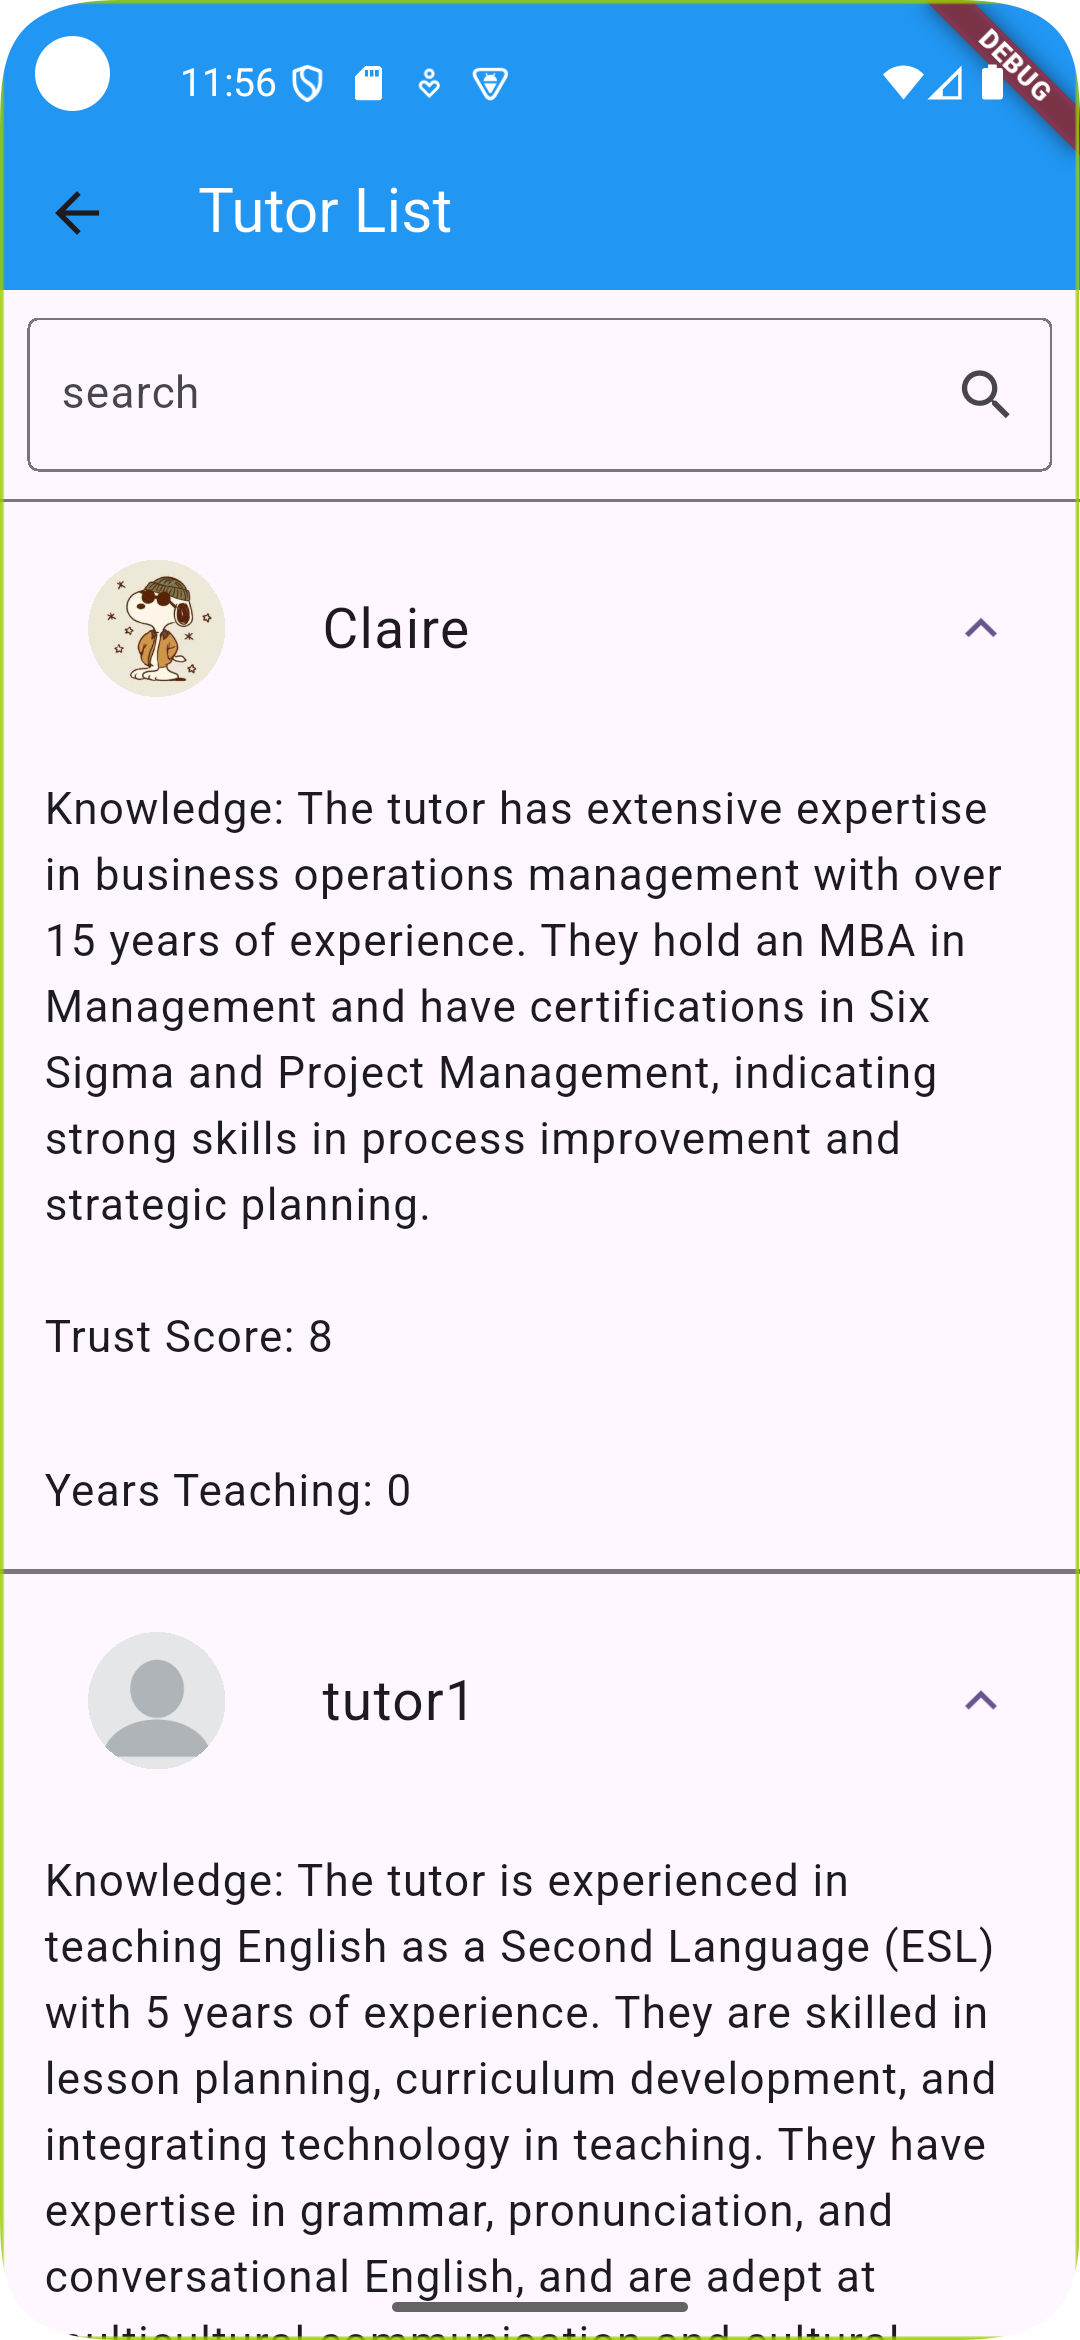 11:56
DEBUG
Tutor List
search
Claire
Knowledge: The tutor has extensive expertise
in business operations management with over
15 years of experience. They hold an MBA in
Management and have certifications in Six
Sigma and Project Management, indicating
strong skills in process improvement and
strategic planning.
Trust Score: 8
Years Teaching: 0
tutor1
Knowledge: The tutor is experienced in
teaching English as a Second Language (ESL)
with 5 years of experience. They are skilled in
lesson planning, curriculum development, and
integrating technology in teaching. They have
expertise in grammar, pronunciation, and
conversational English, and are adept at
multicultural communication and cultural